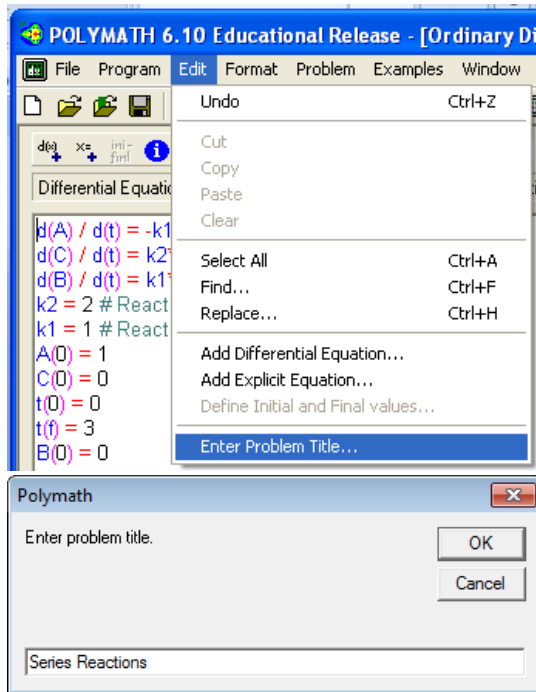 POLYMATH 6.10 Educational Release - [Ordinary Di
dx File Program Edit Format Problem Examples Window
d(x) x= ini- finl
Differential Equatio
d(A) / d(t) = -k1
d(C) / d(t) = k2*
d(B) / d(t) = k1*
k2 = 2 # React
k1 = 1 # React
A(0) = 1
C(0) = 0
t(0) = 0
t(f) = 3
B(0) = 0
Undo Ctrl+Z
Cut
Copy
Paste
Clear
Select All Ctrl+A
Find... Ctrl+F
Replace... Ctrl+H
Add Differential Equation...
Add Explicit Equation...
Define Initial and Final values...
Enter Problem Title...
Polymath
Enter problem title.
OK
Cancel
Series Reactions